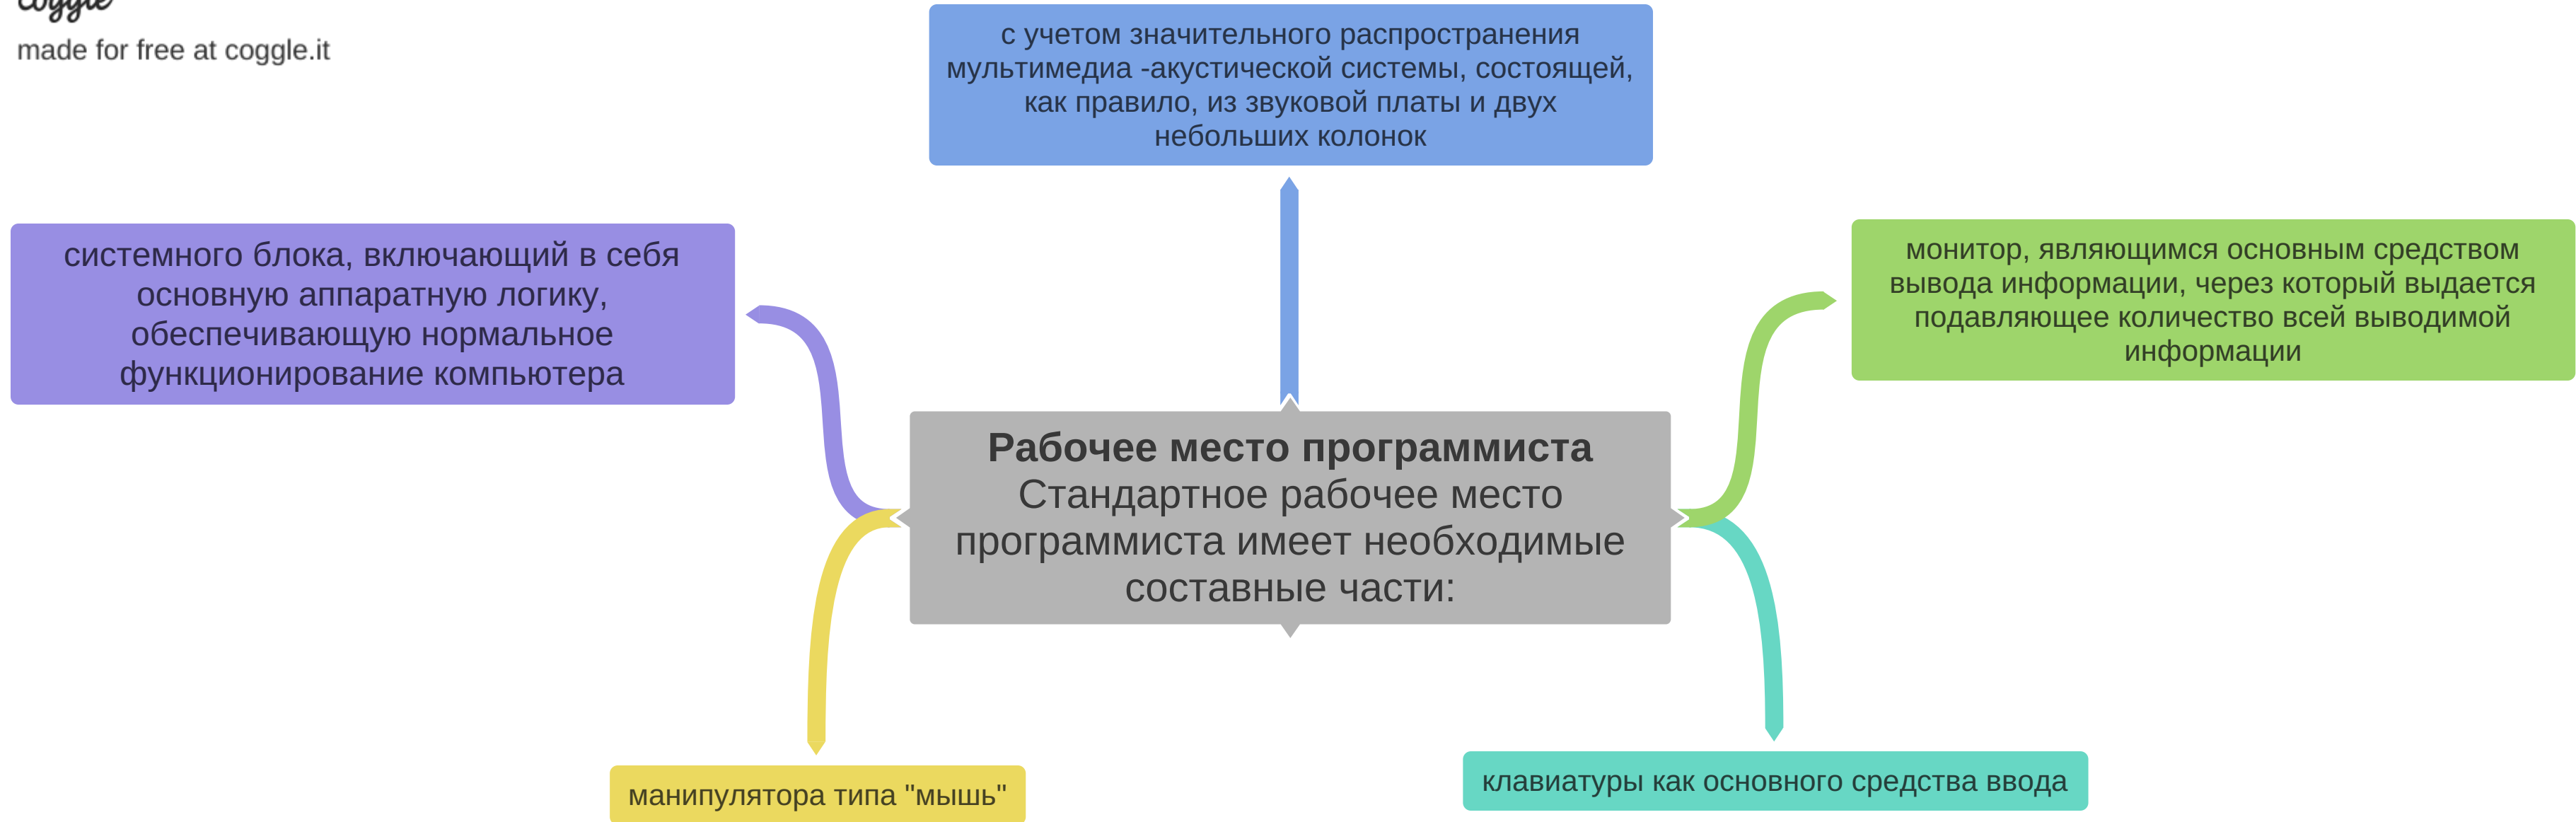 coggle
made for free at coggle.it
с учетом значительного распространения
мультимедиа -акустической системы, состоящей,
как правило, из звуковой платы и двух
небольших колонок
системного блока, включающий в себя
основную аппаратную логику,
обеспечивающую нормальное
функционирование компьютера
монитор, являющимся основным средством
вывода информации, через который выдается
подавляющее количество всей выводимой
информации
Рабочее место программиста
Стандартное рабочее место
программиста имеет необходимые
составные части:
манипулятора типа "мышь"
клавиатуры как основного средства ввода